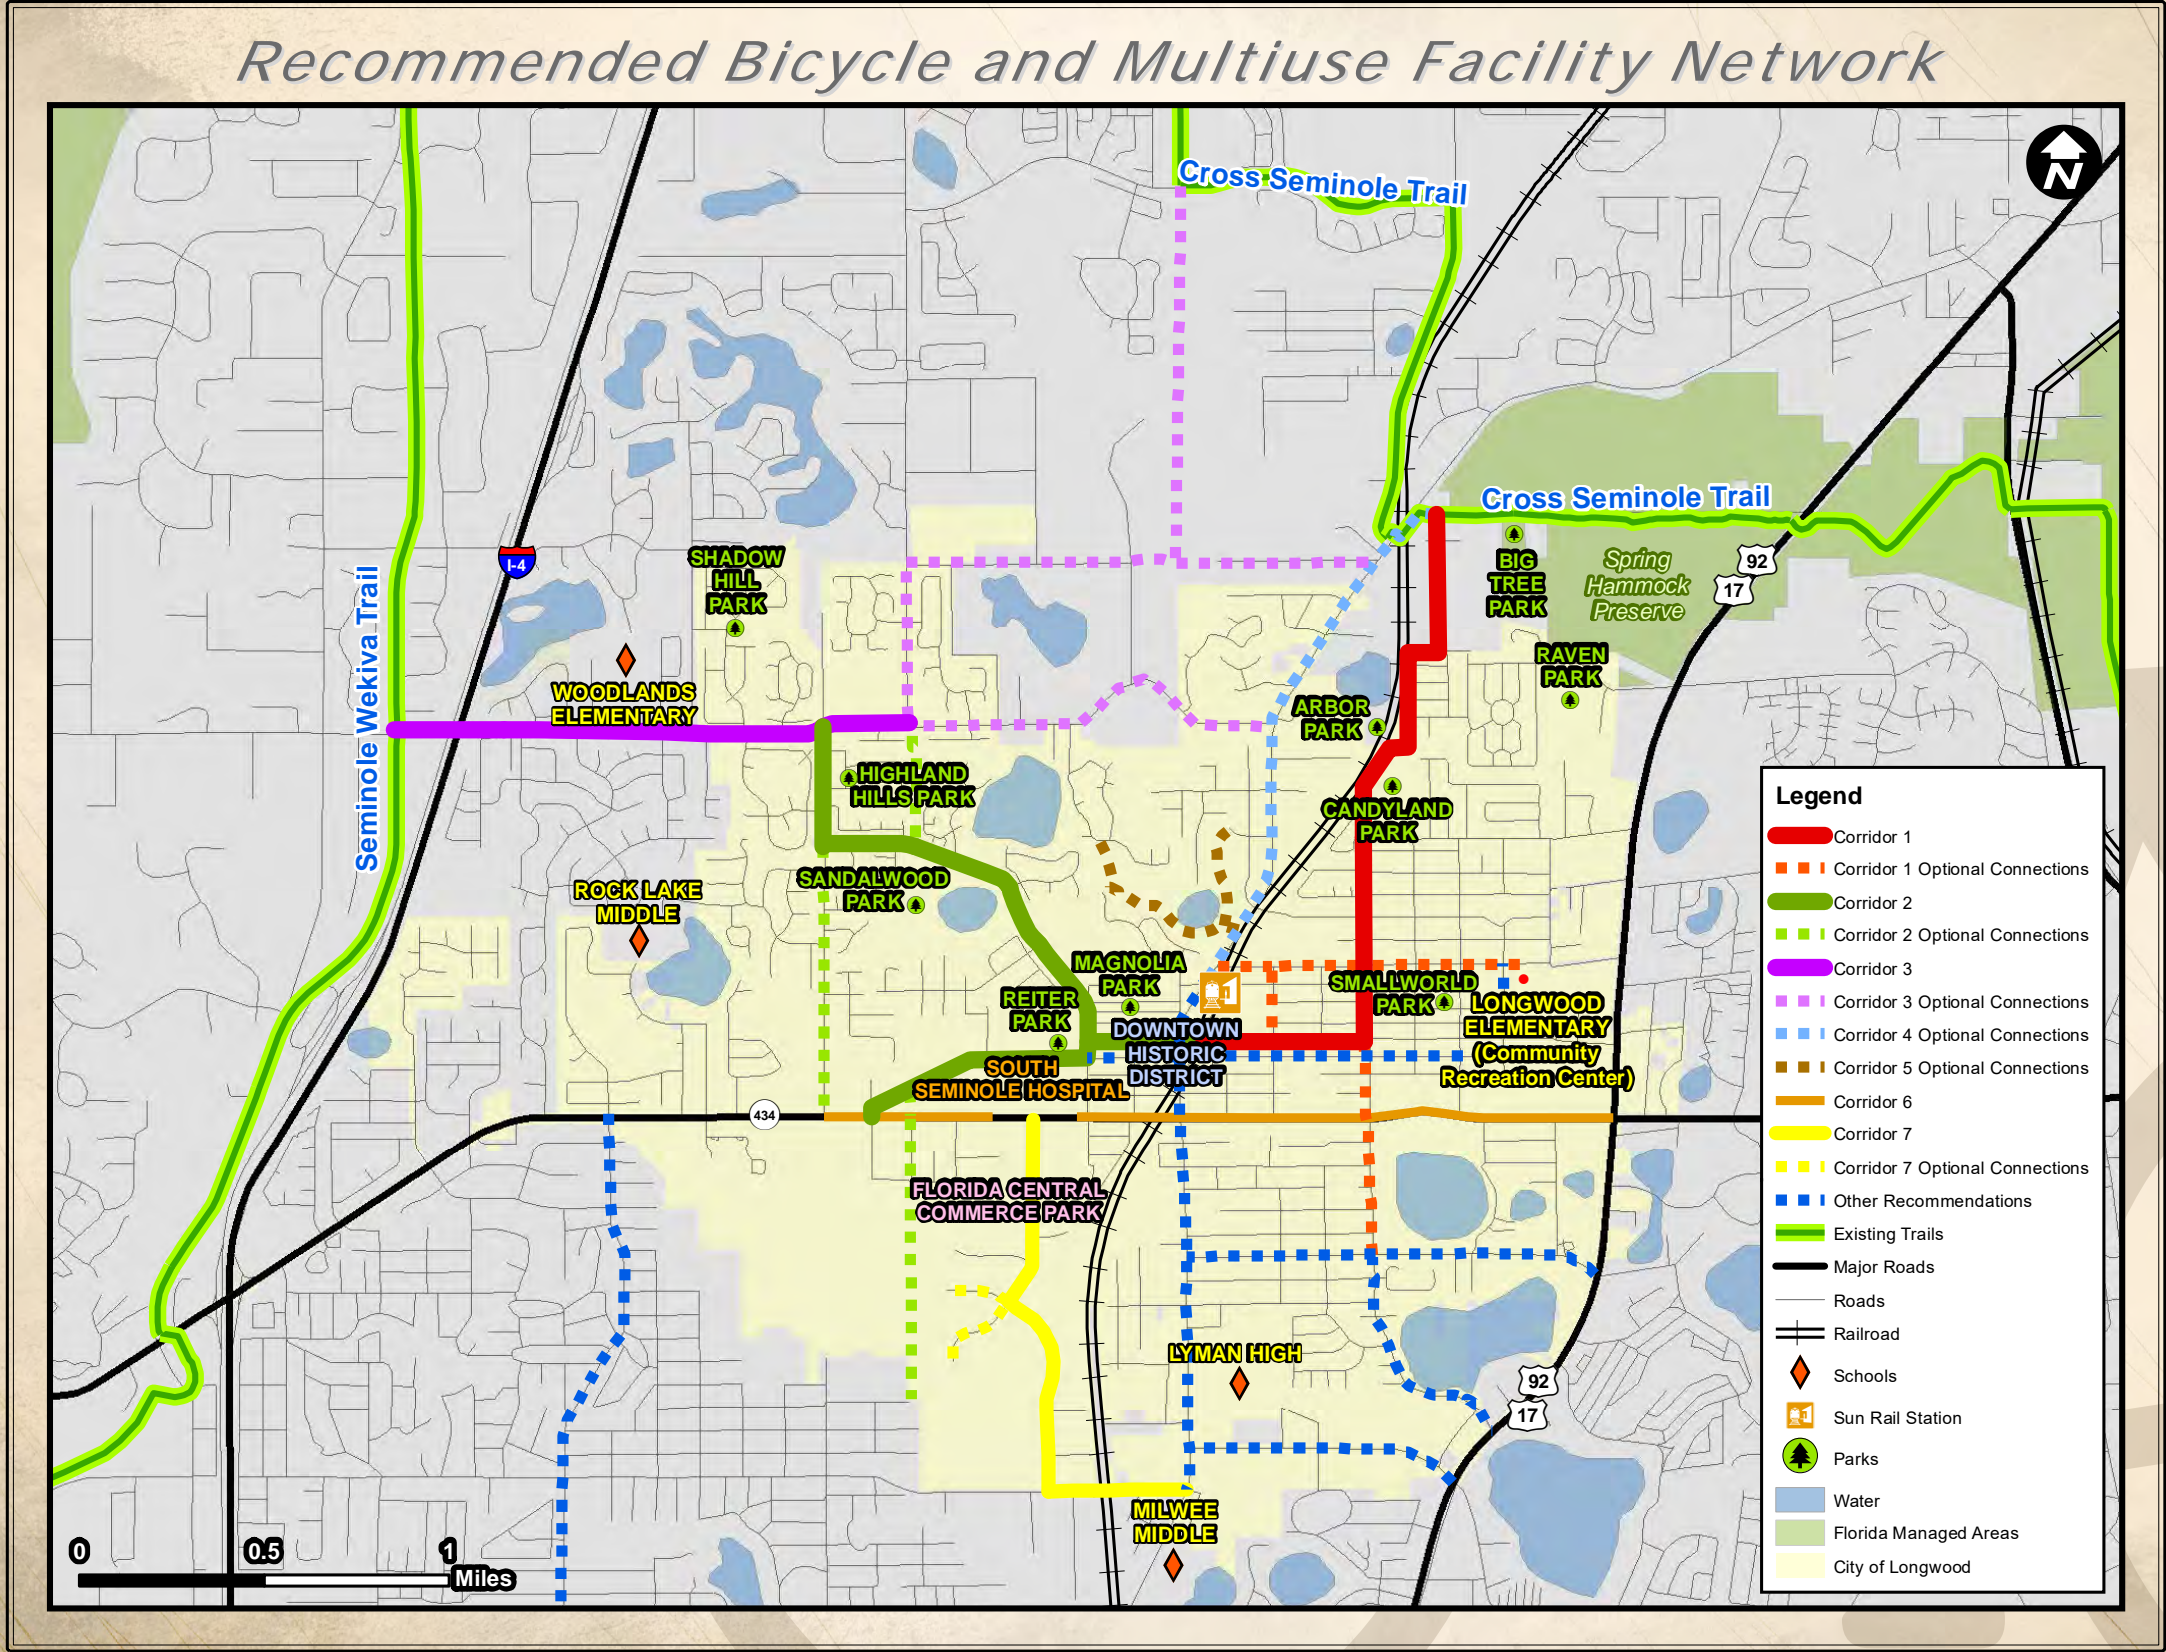 Recommended Bicycle and Multiuse Facility Network
Cross Seminole Trail
N
Cross Seminole Trail
I-4
SHADOW
HILL
PARK
BIG
TREE
PARK
Spring
Hammock
Preserve
92
17
Seminole Wekiva Trail
WOODLANDS
ELEMENTARY
RAVEN
PARK
ARBOR
PARK
HIGHLAND
HILLS PARK
CANDYLAND
PARK
SANDALWOOD
PARK
ROCK LAKE
MIDDLE
MAGNOLIA
PARK
REITER
PARK
SMALLWORLD
PARK
LONGWOOD
ELEMENTARY
(Community
Recreation Center)
DOWNTOWN
HISTORIC
DISTRICT
SOUTH
SEMINOLE HOSPITAL
434
FLORIDA CENTRAL
COMMERCE PARK
LYMAN HIGH
92
17
MILWEE
MIDDLE
0
0.5
1
Miles
Legend
Corridor 1
Corridor 1 Optional Connections
Corridor 2
Corridor 2 Optional Connections
Corridor 3
Corridor 3 Optional Connections
Corridor 4 Optional Connections
Corridor 5 Optional Connections
Corridor 6
Corridor 7
Corridor 7 Optional Connections
Other Recommendations
Existing Trails
Major Roads
Roads
Railroad
Schools
Sun Rail Station
Parks
Water
Florida Managed Areas
City of Longwood